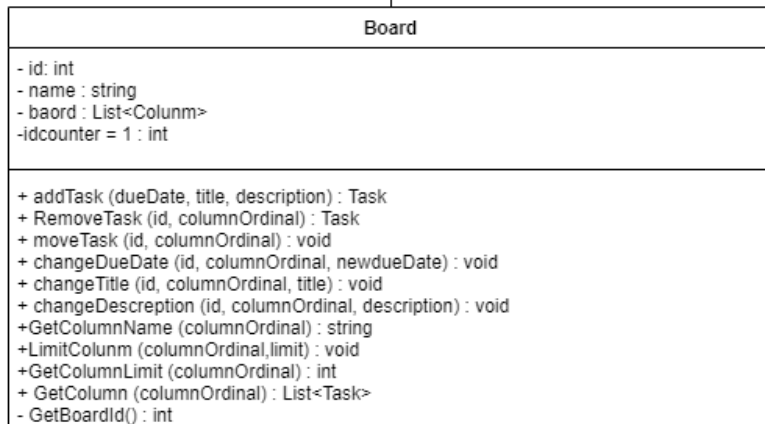 Board
- id: int
- name : string
- baord : List<Colunm>
-idcounter = 1 : int
+ addTask (dueDate, title, description) : Task
+ RemoveTask (id, columnOrdinal) : Task
+ moveTask (id, columnOrdinal) : void
+ changeDueDate (id, columnOrdinal, newdueDate) : void
+ changeTitle (id, columnOrdinal, title) : void
+ changeDescreption (id, columnOrdinal, description) : void
+GetColumnName (columnOrdinal) : string
+LimitColunm (columnOrdinal,limit) : void
+GetColumnLimit (columnOrdinal) : int
+ GetColumn (columnOrdinal) : List<Task>
- GetBoardId() : int